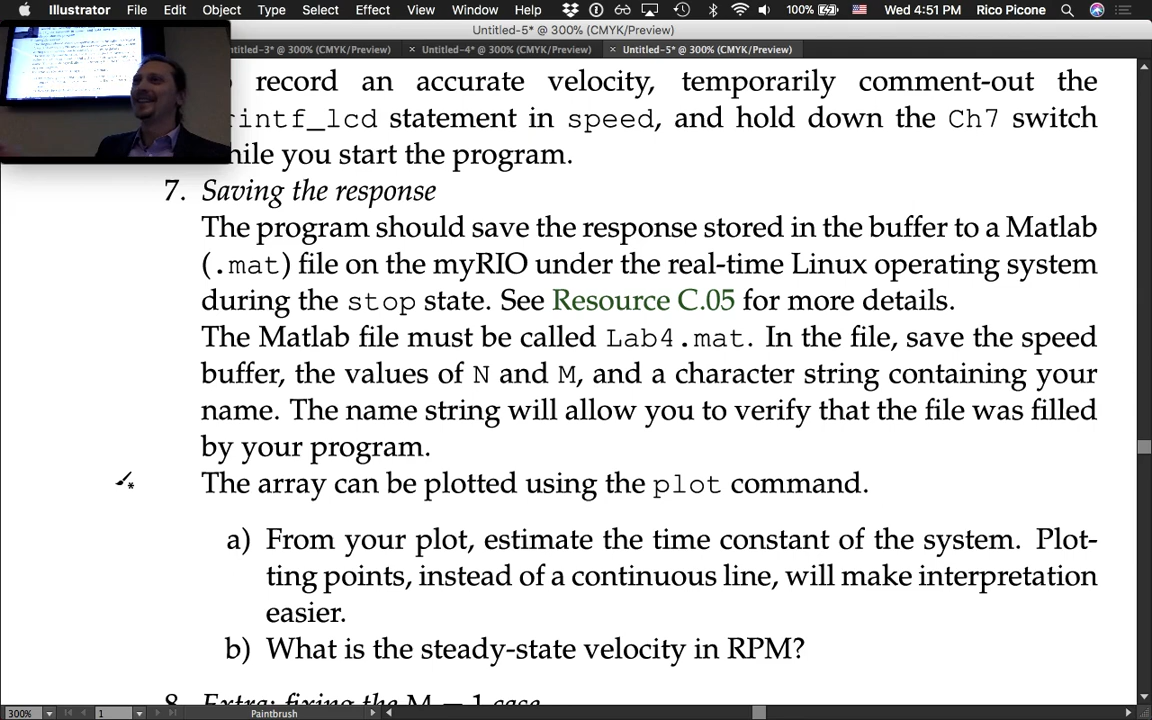 Illustrator File Edit Object Type Select Effect View Window Help 100% Wed 4:51 PM Rico Picone
Untitled-5* @ 300% (CMYK/Preview)
ntitled-3* @ 300% (CMYK/Preview) × Untitled-4* @ 300% (CMYK/Preview) × Untitled-5* @ 300% (CMYK/Preview)
record an accurate velocity, temporarily comment-out the
rintf_lcd statement in speed, and hold down the Ch7 switch
hile you start the program.
7. Saving the response
The program should save the response stored in the buffer to a Matlab
(.mat) file on the myRIO under the real-time Linux operating system
during the stop state. See Resource C.05 for more details.
The Matlab file must be called Lab4.mat. In the file, save the speed
buffer, the values of N and M, and a character string containing your
name. The name string will allow you to verify that the file was filled
by your program.
The array can be plotted using the plot command.
a) From your plot, estimate the time constant of the system. Plot-
ting points, instead of a continuous line, will make interpretation
easier.
b) What is the steady-state velocity in RPM?
8. Extra: fixing the M = 1 case
300% 1 Paintbrush